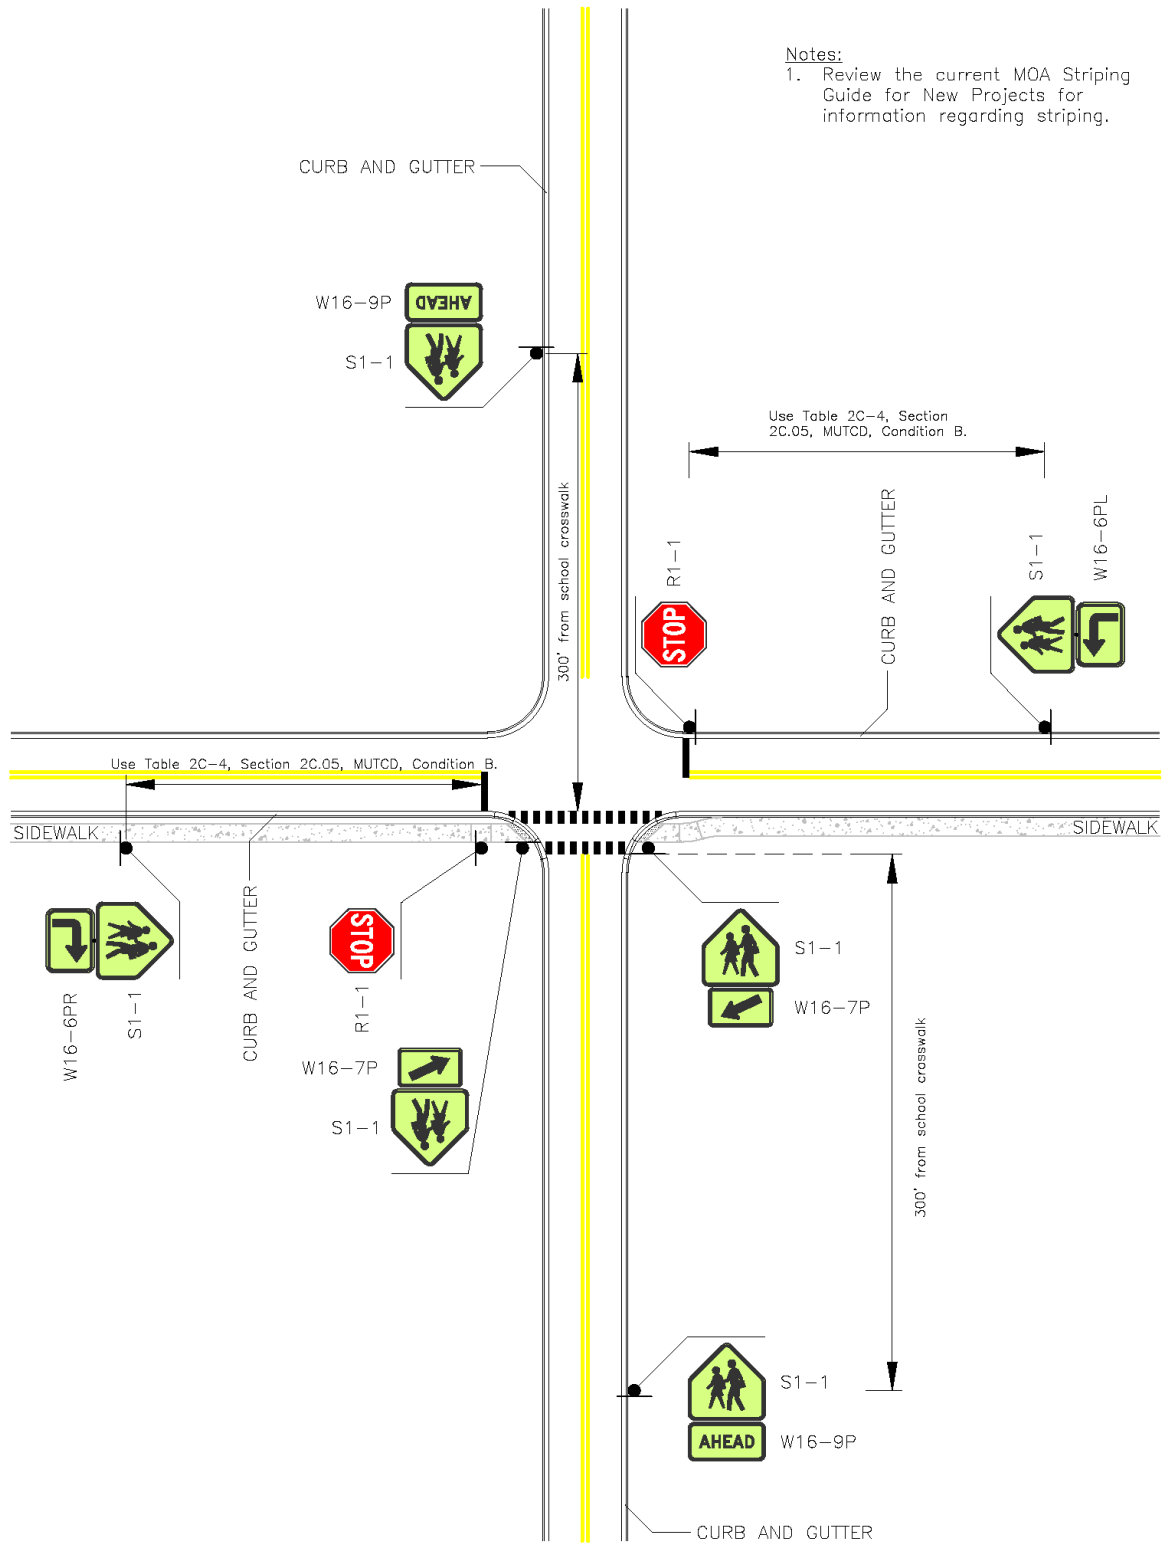 Notes:
1. Review the current MOA Striping
Guide for New Projects for
information regarding striping.
CURB AND GUTTER
W16-9P
AHEAD
S1-1
Use Table 2C-4, Section
2C.05, MUTCD, Condition B.
300' from school crosswalk
R1-1
STOP
CURB AND GUTTER
S1-1
W16-6PL
Use Table 2C-4, Section 2C.05, MUTCD, Condition B.
SIDEWALK
SIDEWALK
W16-6PR
S1-1
CURB AND GUTTER
STOP
R1-1
W16-7P
S1-1
S1-1
W16-7P
300' from school crosswalk
S1-1
AHEAD
W16-9P
CURB AND GUTTER